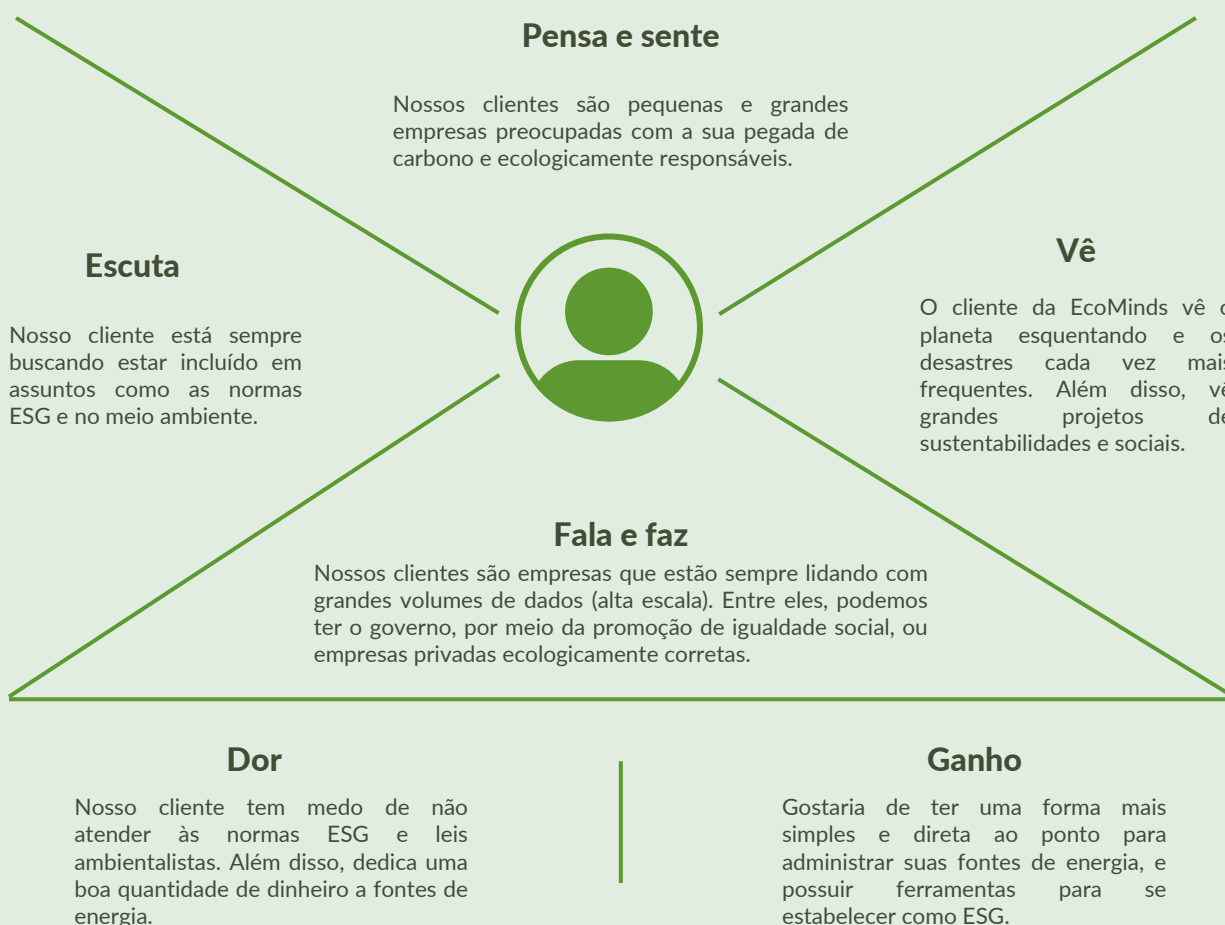 Pensa e sente
Nossos clientes são pequenas e grandes
empresas preocupadas com a sua pegada de
carbono e ecologicamente responsáveis.
Escuta
Nosso cliente está sempre
buscando estar incluído em
assuntos como as normas
ESG e no meio ambiente.
Vê
O cliente da EcoMinds vê o
planeta esquentando e os
desastres cada vez mais
frequentes. Além disso, vê
grandes projetos de
sustentabilidades e sociais.
Fala e faz
Nossos clientes são empresas que estão sempre lidando com
grandes volumes de dados (alta escala). Entre eles, podemos
ter o governo, por meio da promoção de igualdade social, ou
empresas privadas ecologicamente corretas.
Dor
Nosso cliente tem medo de não
atender às normas ESG e leis
ambientalistas. Além disso, dedica uma
boa quantidade de dinheiro a fontes de
energia.
Ganho
Gostaria de ter uma forma mais
simples e direta ao ponto para
administrar suas fontes de energia, e
possuir ferramentas para se
estabelecer como ESG.